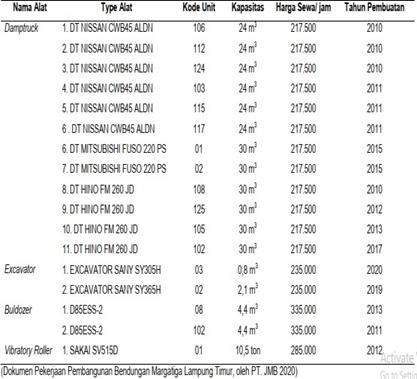 Nama Alat Type Alat Kode Unit Kapasitas Harga Sewa/ jam Tahun Pembuatan
Damptruck 1. DT NISSAN CWB45 ALDN 106 24 m³ 217.500 2010
2. DT NISSAN CWB45 ALDN 112 24 m³ 217.500 2010
3. DT NISSAN CWB45 ALDN 124 24 m³ 217.500 2010
4. DT NISSAN CWB45 ALDN 103 24 m³ 217.500 2011
5. DT NISSAN CWB45 ALDN 115 24 m³ 217.500 2011
6 . DT NISSAN CWB45 ALDN 117 24 m³ 217.500 2011
6. DT MITSUBISHI FUSO 220 PS 01 30 m³ 217.500 2015
7. DT MITSUBISHI FUSO 220 PS 02 30 m³ 217.500 2015
8. DT HINO FM 260 JD 108 30 m³ 217.500 2010
9. DT HINO FM 260 JD 125 30 m³ 217.500 2012
10. DT HINO FM 260 JD 105 30 m³ 217.500 2013
11. DT HINO FM 260 JD 102 30 m³ 217.500 2017
Excavator 1. EXCAVATOR SANY SY305H 03 0,8 m³ 235.000 2020
2. EXCAVATOR SANY SY365H 02 2,1 m³ 235.000 2019
Buldozer 1. D85ESS-2 08 4,4 m³ 335.000 2013
2. D85ESS-2 102 4,4 m³ 335.000 2011
Vibratory Roller 1. SAKAI SV515D 01 10,5 ton 285.000 2012
Activate
(Dokumen Pekerjaan Pembangunan Bendungan Margatiga Lampung Timur, oleh PT. JMB 2020)
Go to Settin